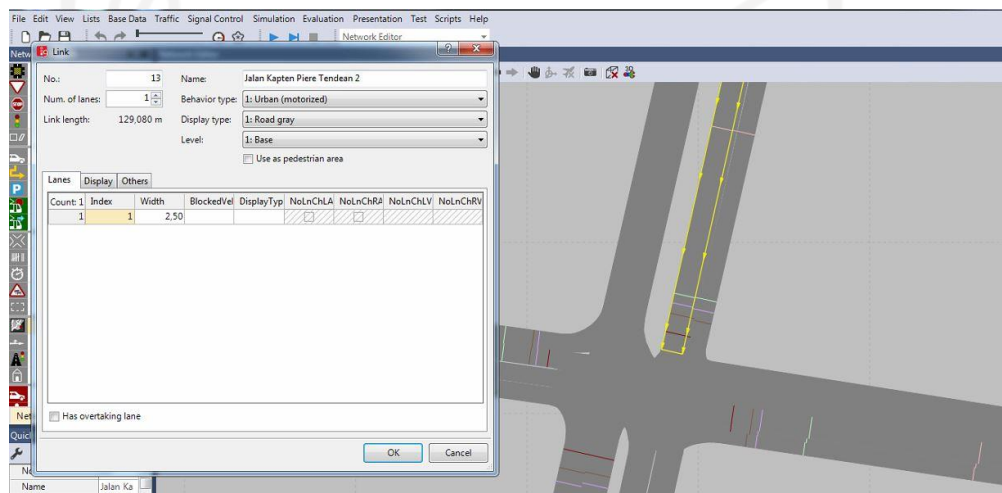 File Edit View Lists Base Data Traffic Signal Control Simulation Evaluation Presentation Test Scripts Help
Network Editor
Netw
Link
No.: 13 Name: Jalan Kapten Piere Tendean 2
Num. of lanes: 1 Behavior type: 1: Urban (motorized)
Link length: 129,080 m Display type: 1: Road gray
Level: 1: Base
Use as pedestrian area
Lanes Display Others
Count: 1 Index Width BlockedVel DisplayTyp NoLnChLA NoLnChRA NoLnChLV NoLnChRV
1 1 2,50
Has overtaking lane
Net
OK Cancel
Quic
Name Jalan Ka